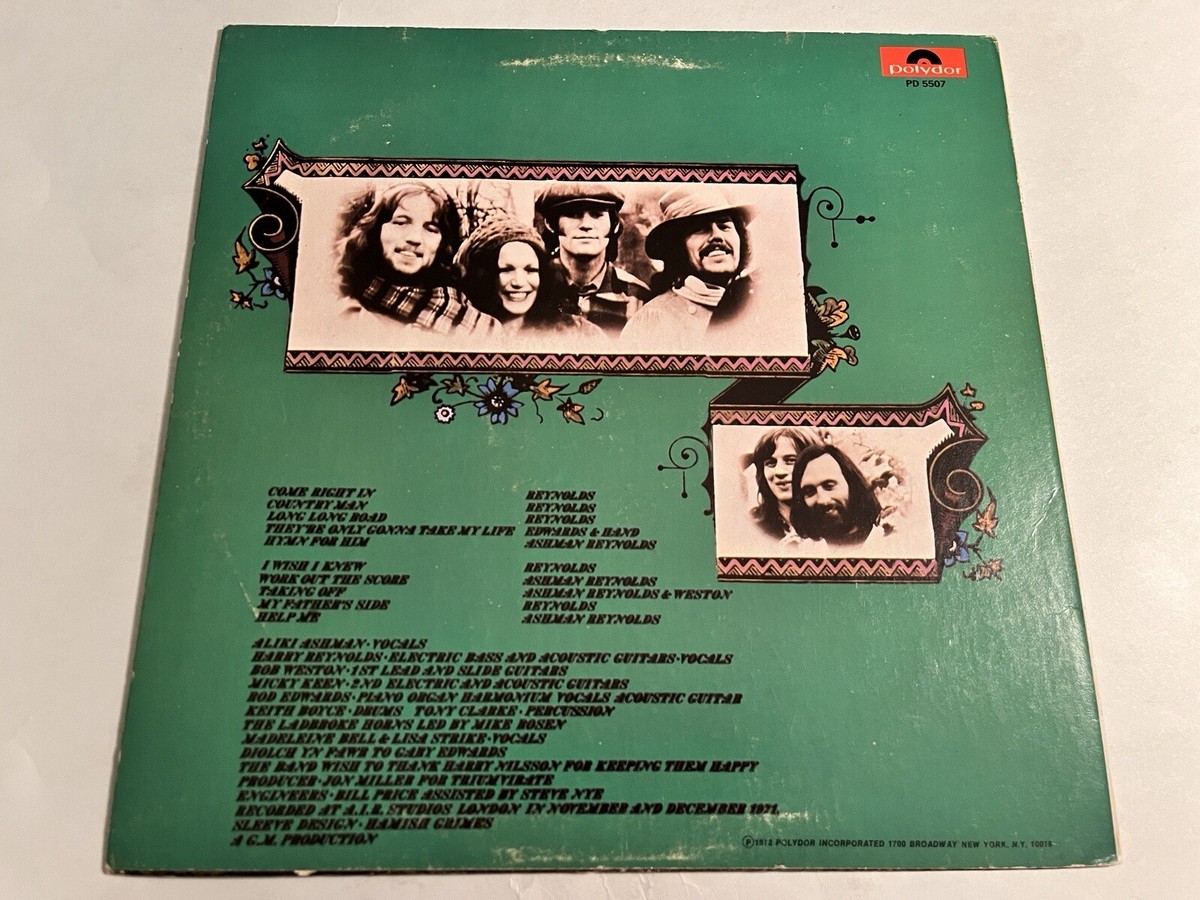 polydor
PD 5507
COME RIGHT IN REYNOLDS
COUNTRY MAN REYNOLDS
LONG LONG ROAD REYNOLDS
THEY'RE ONLY GONNA TAKE MY LIFE EDWARDS & HAND
HYMN FOR HIM ASHMAN REYNOLDS
I WISH I KNEW REYNOLDS
WORK OUT THE SCORE ASHMAN REYNOLDS
TAKING OFF ASHMAN REYNOLDS & WESTON
MY FATHER'S SIDE REYNOLDS
HELP ME ASHMAN REYNOLDS
ALIKI ASHMAN·VOCALS
HARRY REYNOLDS·ELECTRIC BASS AND ACOUSTIC GUITARS·VOCALS
BOB WESTON·1ST LEAD AND SLIDE GUITARS
MICKY KEEN·2ND ELECTRIC AND ACOUSTIC GUITARS
ROD EDWARDS·PIANO ORGAN HARMONIUM VOCALS ACOUSTIC GUITAR
KEITH BOYCE·DRUMS TONY CLARKE·PERCUSSION
THE LADBROKE HORNS LED BY MIKE ROSEN
MADELEINE BELL & LISA STRIKE·VOCALS
DIOLCH YN FAWR TO GARY EDWARDS
THE BAND WISH TO THANK HARRY NILSSON FOR KEEPING THEM HAPPY
PRODUCER·JON MILLER FOR TRIUMVIRATE
ENGINEERS·BILL PRICE ASSISTED BY STEVE NYE
RECORDED AT A.I.R. STUDIOS LONDON IN NOVEMBER AND DECEMBER 1971.
SLEEVE DESIGN·HAMISH GRIMES
A G.M. PRODUCTION
℗1972 POLYDOR INCORPORATED 1700 BROADWAY NEW YORK, N.Y. 10019